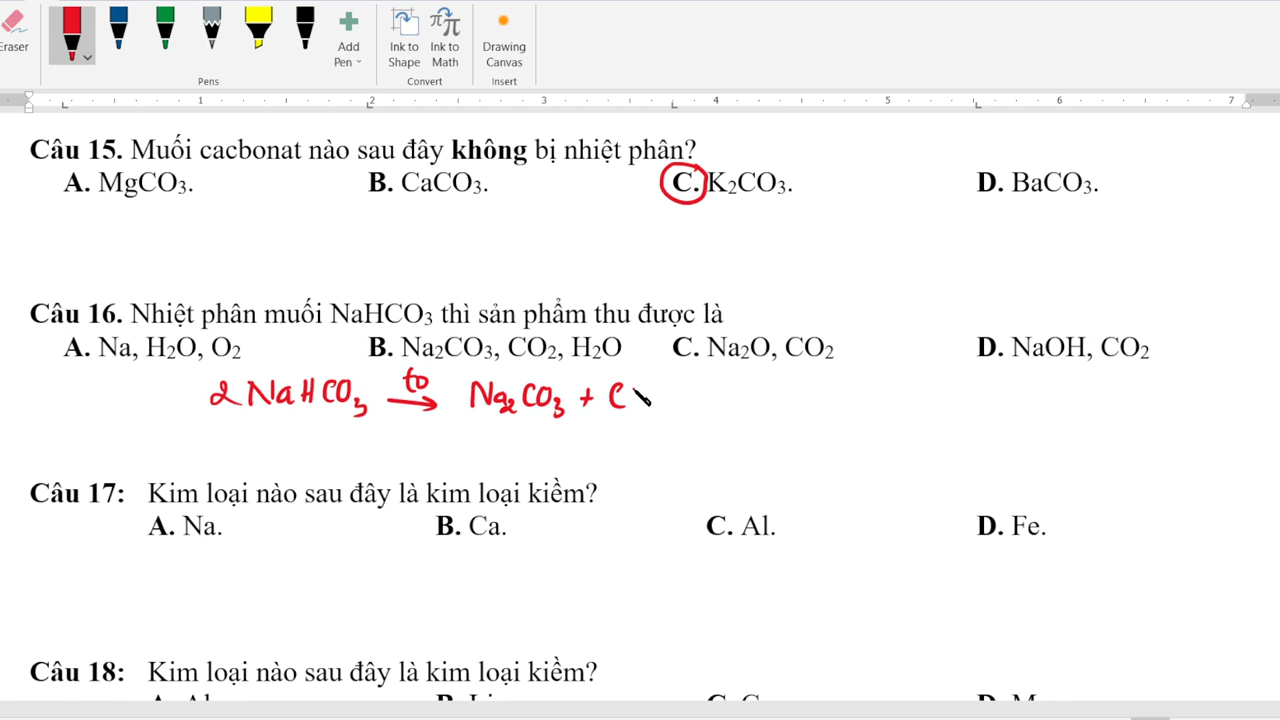 Eraser
Add Pen
Ink to Shape
Ink to Math
Drawing Canvas
Pens
Convert
Insert
1 2 3 4 5 6 7
Câu 15. Muối cacbonat nào sau đây không bị nhiệt phân?
A. MgCO3. B. CaCO3. C. K2CO3. D. BaCO3.
Câu 16. Nhiệt phân muối NaHCO3 thì sản phẩm thu được là
A. Na, H2O, O2 B. Na2CO3, CO2, H2O C. Na2O, CO2 D. NaOH, CO2
2 NaHCO3 to → Na2CO3 + C
Câu 17: Kim loại nào sau đây là kim loại kiềm?
A. Na. B. Ca. C. Al. D. Fe.
Câu 18: Kim loại nào sau đây là kim loại kiềm?